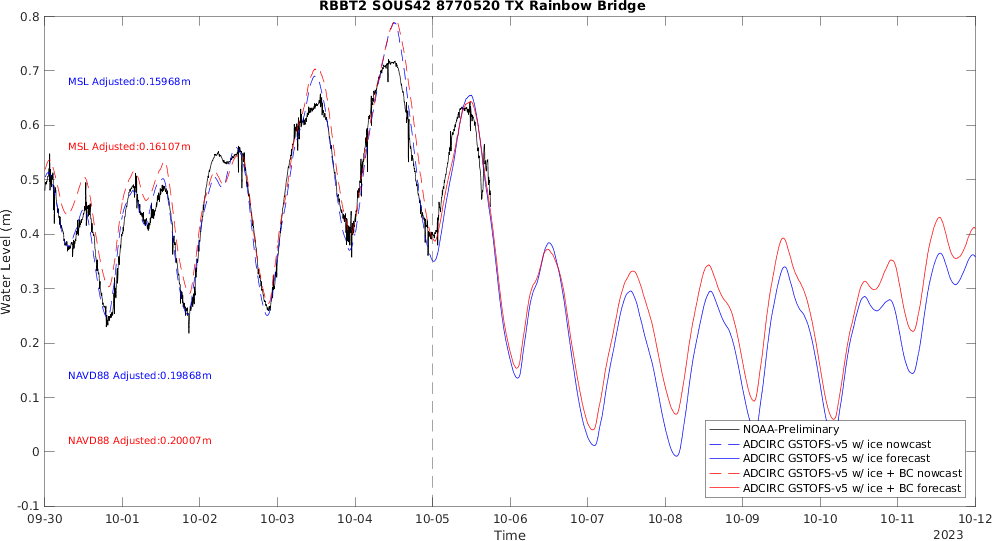 RBBT2 SOUS42 8770520 TX Rainbow Bridge
0.8
0.7
0.6
0.5
0.4
0.3
0.2
0.1
0
-0.1
Water Level (m)
MSL Adjusted:0.15968m
MSL Adjusted:0.16107m
NAVD88 Adjusted:0.19868m
NAVD88 Adjusted:0.20007m
NOAA-Preliminary
ADCIRC GSTOFS-v5 w/ ice nowcast
ADCIRC GSTOFS-v5 w/ ice forecast
ADCIRC GSTOFS-v5 w/ ice + BC nowcast
ADCIRC GSTOFS-v5 w/ ice + BC forecast
09-30 10-01 10-02 10-03 10-04 10-05 10-06 10-07 10-08 10-09 10-10 10-11 10-12
Time
2023